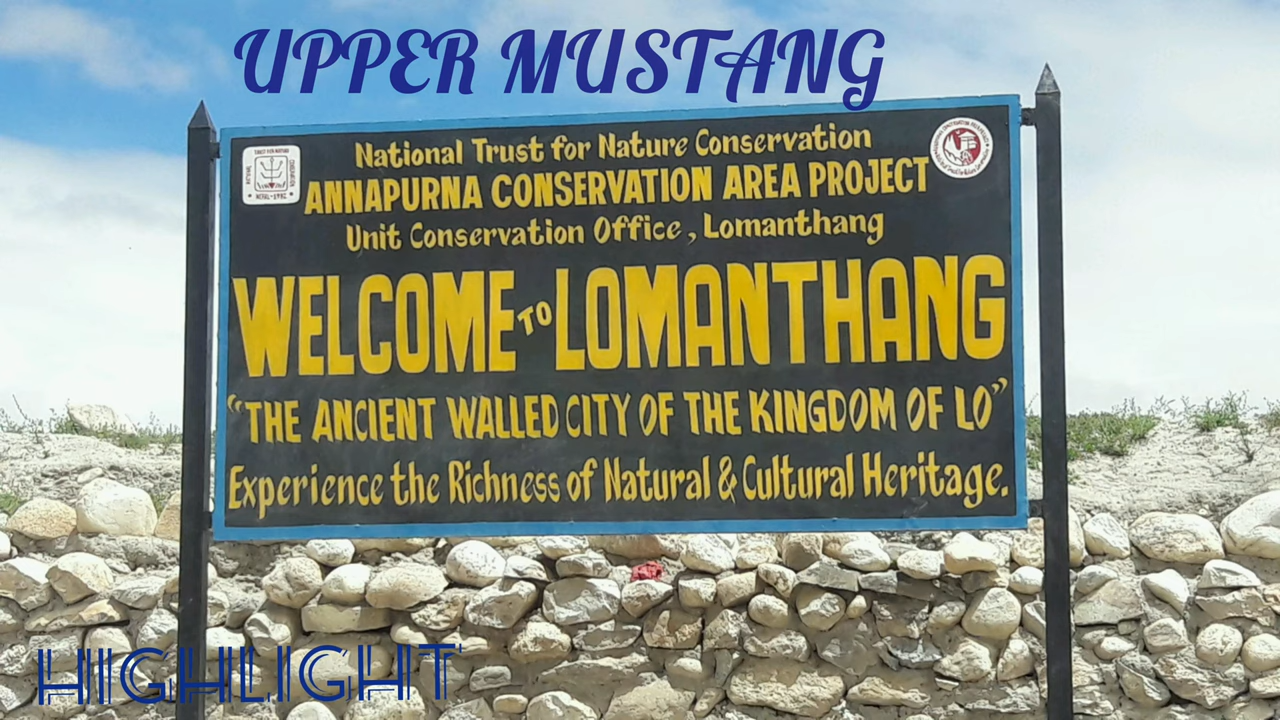 UPPER MUSTANG
National Trust for Nature Conservation
ANNAPURNA CONSERVATION AREA PROJECT
Unit Conservation Office, Lomanthang
WELCOME TO LOMANTHANG
"THE ANCIENT WALLED CITY OF THE KINGDOM OF LO"
Experience the Richness of Natural & Cultural Heritage.
HIGHLIGHT